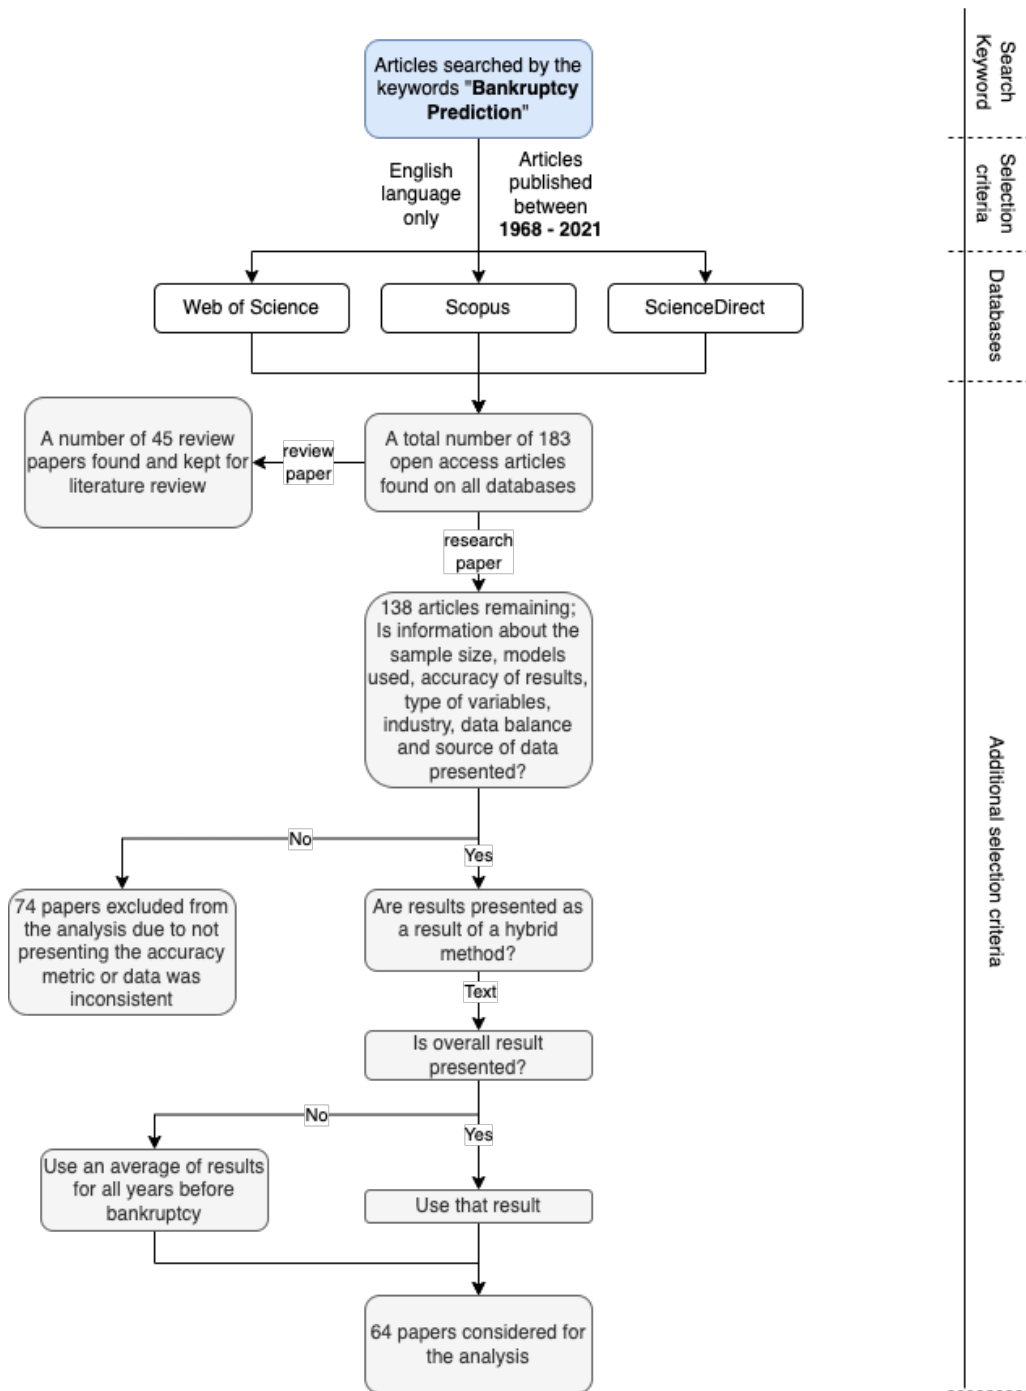 Articles searched by the
keywords "Bankruptcy
Prediction"
Search
Keyword
English
language
only
Articles
published
between
1968 - 2021
Selection
criteria
Web of Science
Scopus
ScienceDirect
Databases
A number of 45 review
papers found and kept for
literature review
review
paper
A total number of 183
open access articles
found on all databases
research
paper
138 articles remaining;
Is information about the
sample size, models
used, accuracy of results,
type of variables,
industry, data balance
and source of data
presented?
Additional selection criteria
No
Yes
74 papers excluded from
the analysis due to not
presenting the accuracy
metric or data was
inconsistent
Are results presented as
a result of a hybrid
method?
Text
Is overall result
presented?
No
Yes
Use an average of results
for all years before
bankruptcy
Use that result
64 papers considered for
the analysis